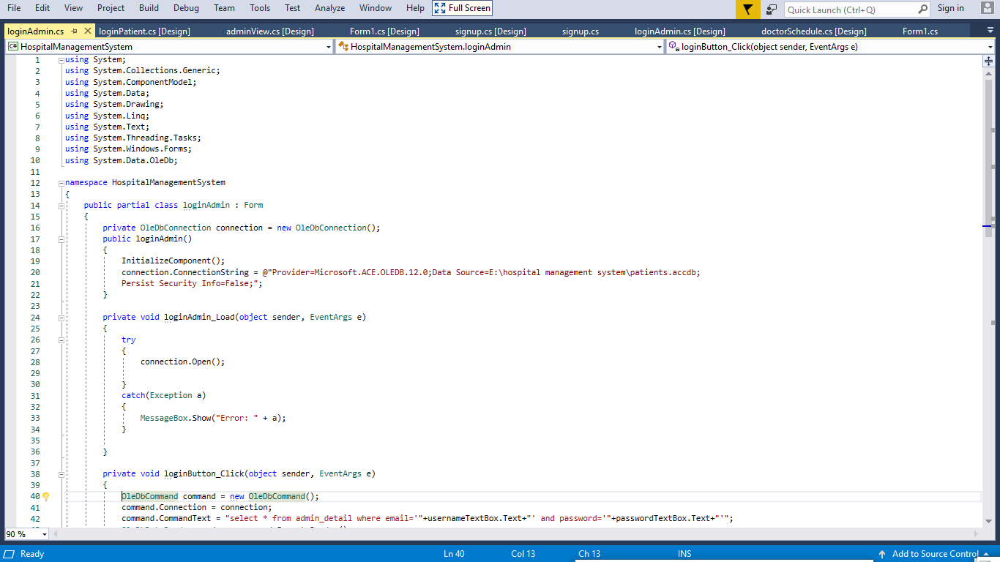 File Edit View Project Build Debug Team Tools Test Analyze Window Help Full Screen Quick Launch (Ctrl+Q) Sign in
loginAdmin.cs loginPatient.cs [Design] adminView.cs [Design] Form1.cs [Design] signup.cs [Design] signup.cs loginAdmin.cs [Design] doctorSchedule.cs [Design] Form1.cs
C# HospitalManagementSystem HospitalManagementSystem.loginAdmin loginButton_Click(object sender, EventArgs e)
1 using System;
2 using System.Collections.Generic;
3 using System.ComponentModel;
4 using System.Data;
5 using System.Drawing;
6 using System.Linq;
7 using System.Text;
8 using System.Threading.Tasks;
9 using System.Windows.Forms;
10 using System.Data.OleDb;
11
12 namespace HospitalManagementSystem
13 {
14 public partial class loginAdmin : Form
15 {
16 private OleDbConnection connection = new OleDbConnection();
17 public loginAdmin()
18 {
19 InitializeComponent();
20 connection.ConnectionString = @"Provider=Microsoft.ACE.OLEDB.12.0;Data Source=E:\hospital management system\patients.accdb;
21 Persist Security Info=False;";
22 }
23
24 private void loginAdmin_Load(object sender, EventArgs e)
25 {
26 try
27 {
28 connection.Open();
29
30 }
31 catch(Exception a)
32 {
33 MessageBox.Show("Error: " + a);
34 }
35
36 }
37
38 private void loginButton_Click(object sender, EventArgs e)
39 {
40 OleDbCommand command = new OleDbCommand();
41 command.Connection = connection;
42 command.CommandText = "select * from admin_detail where email='"+usernameTextBox.Text+"' and password='"+passwordTextBox.Text+"'";
90 %
Ready Ln 40 Col 13 Ch 13 INS Add to Source Control